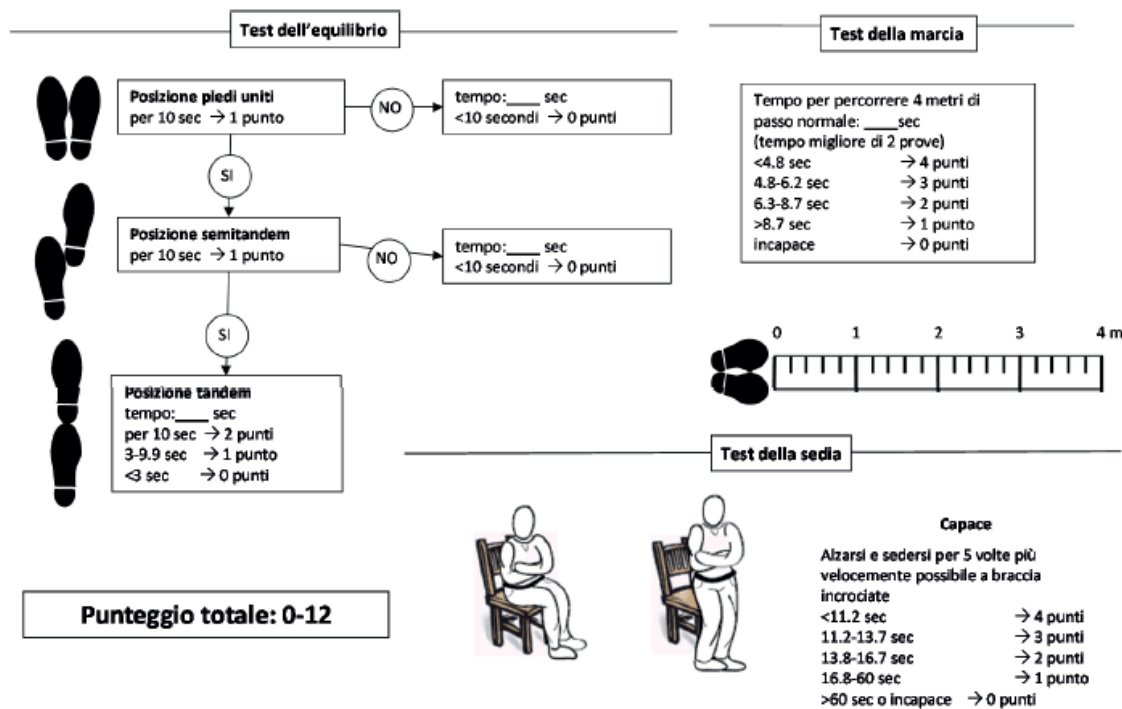 Test dell'equilibrio
Posizione piedi uniti
per 10 sec → 1 punto
NO
tempo:____ sec
<10 secondi → 0 punti
SI
Posizione semitandem
per 10 sec → 1 punto
NO
tempo:____ sec
<10 secondi → 0 punti
SI
Posizione tandem
tempo:____ sec
per 10 sec → 2 punti
3-9.9 sec → 1 punto
<3 sec → 0 punti
Punteggio totale: 0-12
Test della marcia
Tempo per percorrere 4 metri di
passo normale: ____sec
(tempo migliore di 2 prove)
<4.8 sec → 4 punti
4.8-6.2 sec → 3 punti
6.3-8.7 sec → 2 punti
>8.7 sec → 1 punto
incapace → 0 punti
0 1 2 3 4 m
Test della sedia
Capace
Alzarsi e sedersi per 5 volte più
velocemente possibile a braccia
incrociate
<11.2 sec → 4 punti
11.2-13.7 sec → 3 punti
13.8-16.7 sec → 2 punti
16.8-60 sec → 1 punto
>60 sec o incapace → 0 punti